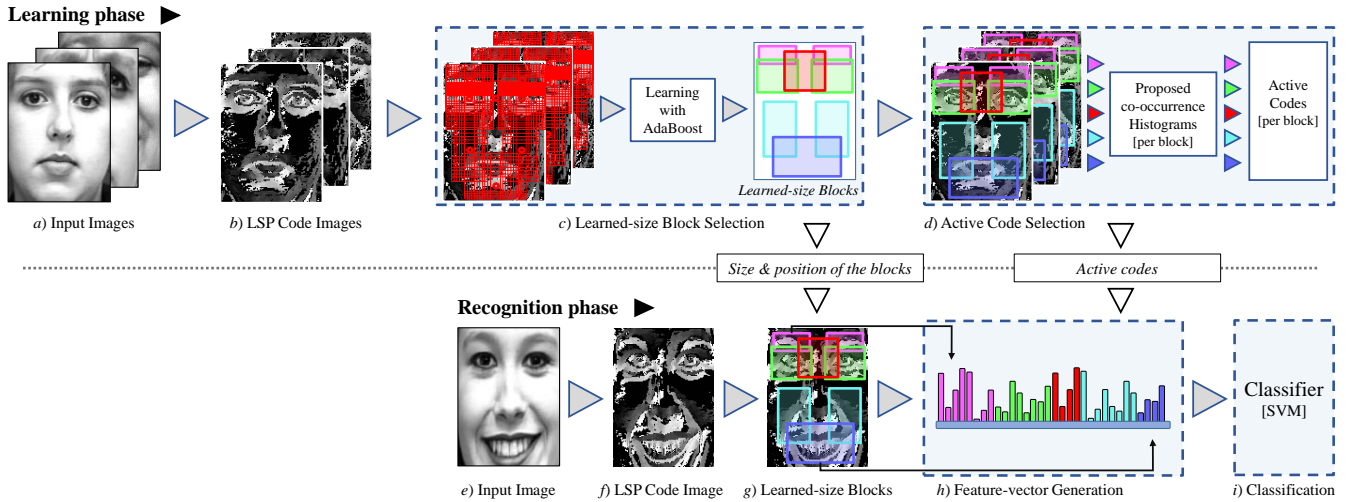 Learning phase
Learning
with
AdaBoost
Learned-size Blocks
Proposed
co-occurrence
Histograms
[per block]
Active
Codes
[per block]
a) Input Images
b) LSP Code Images
c) Learned-size Block Selection
d) Active Code Selection
Size & position of the blocks
Active codes
Recognition phase
Classifier
[SVM]
e) Input Image
f) LSP Code Image
g) Learned-size Blocks
h) Feature-vector Generation
i) Classification